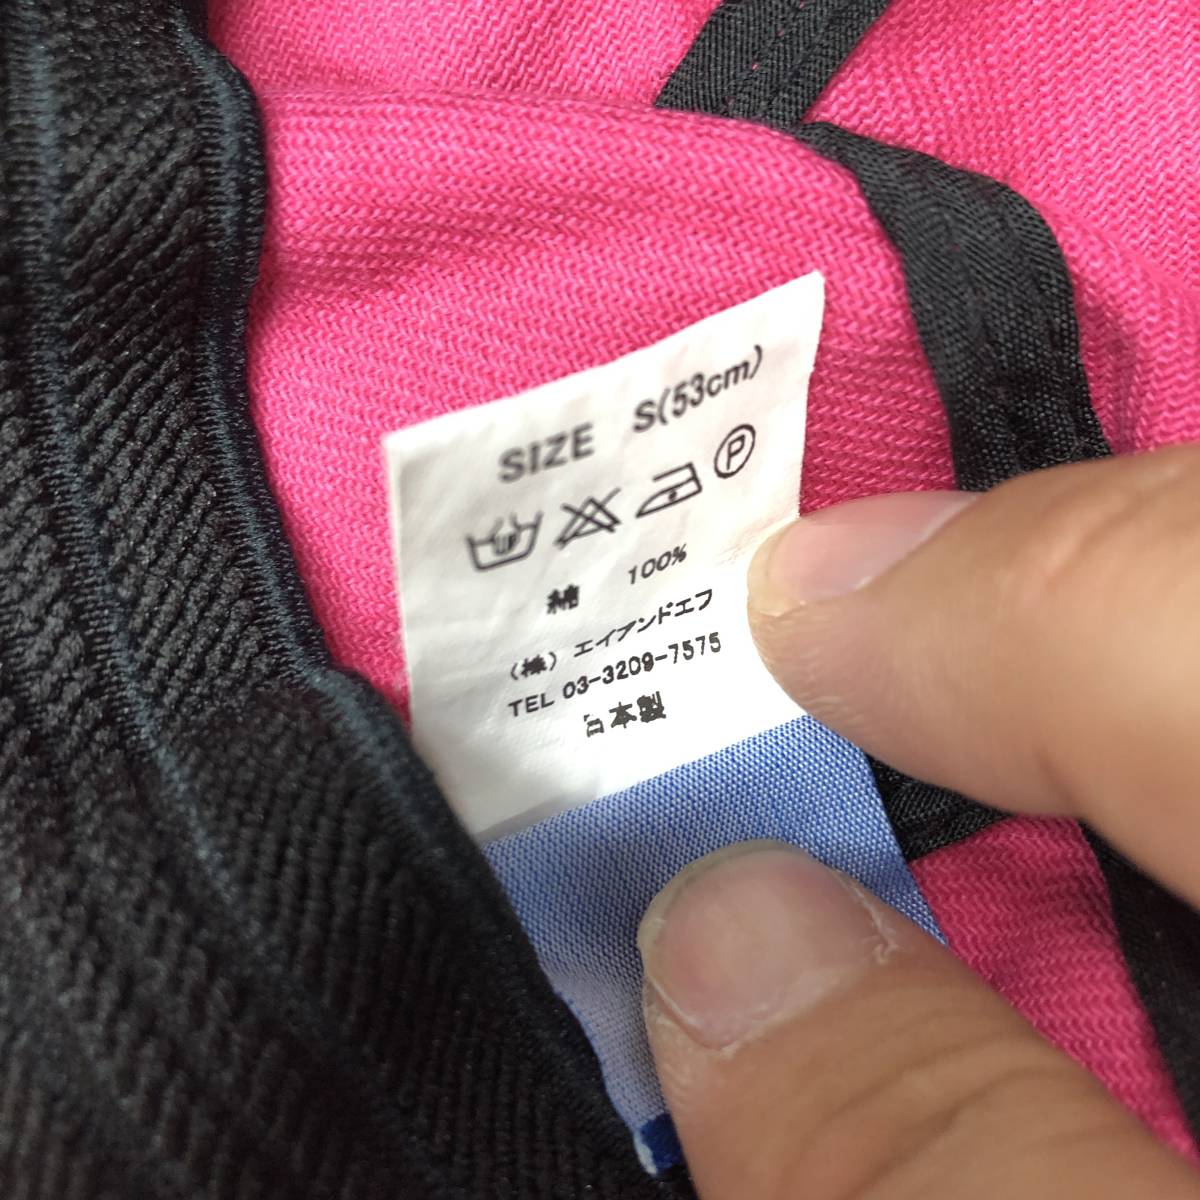 SIZE S(53cm)
P
綿 100%
(株) エイアンドエフ
TEL 03-3209-7575
日本製